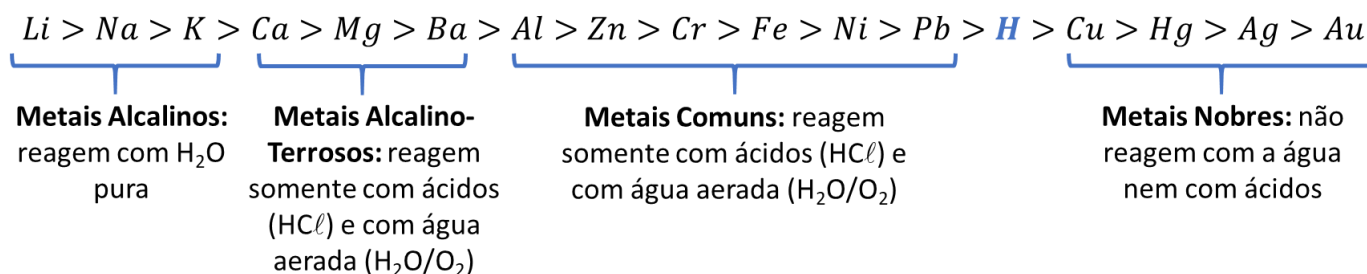 Li > Na > K > Ca > Mg > Ba > Al > Zn > Cr > Fe > Ni > Pb > H > Cu > Hg > Ag > Au
Metais Alcalinos:
reagem com H₂O
pura
Metais Alcalino-
Terrosos: reagem
somente com ácidos
(HCℓ) e com água
aerada (H₂O/O₂)
Metais Comuns: reagem
somente com ácidos (HCℓ) e
com água aerada (H₂O/O₂)
Metais Nobres: não
reagem com a água
nem com ácidos